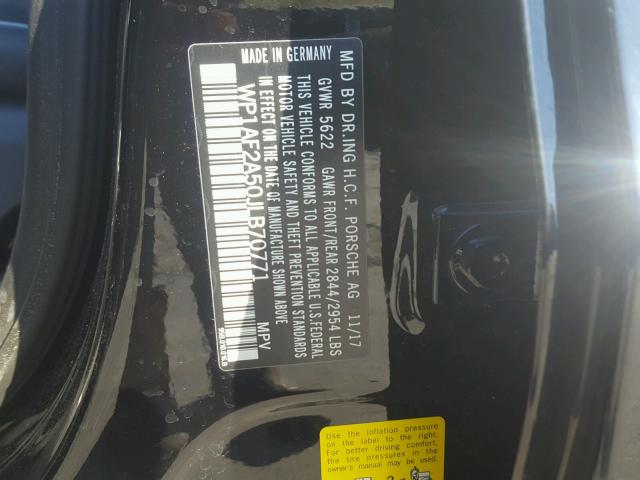 MFD BY DR.ING H.C.F. PORSCHE AG 11/17
GVWR 5622 GAWR FRONT/REAR 2844/2954 LBS
THIS VEHICLE CONFORMS TO ALL APPLICABLE U.S.FEDERAL
MOTOR VEHICLE SAFETY AND THEFT PREVENTION STANDARDS
IN EFFECT ON THE DATE OF MANUFACTURE SHOWN ABOVE
WP1AF2A50JLB70771 MPV
MADE IN GERMANY
Use the inflation pressure
on the label to the right.
For better driving comfort,
the tire pressures in the
owner's manual may be used.